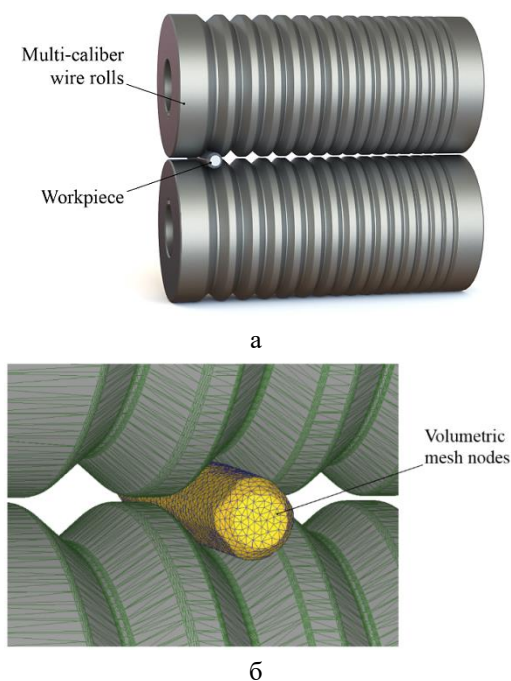 Multi-caliber
wire rolls
Workpiece
а
Volumetric
mesh nodes
б